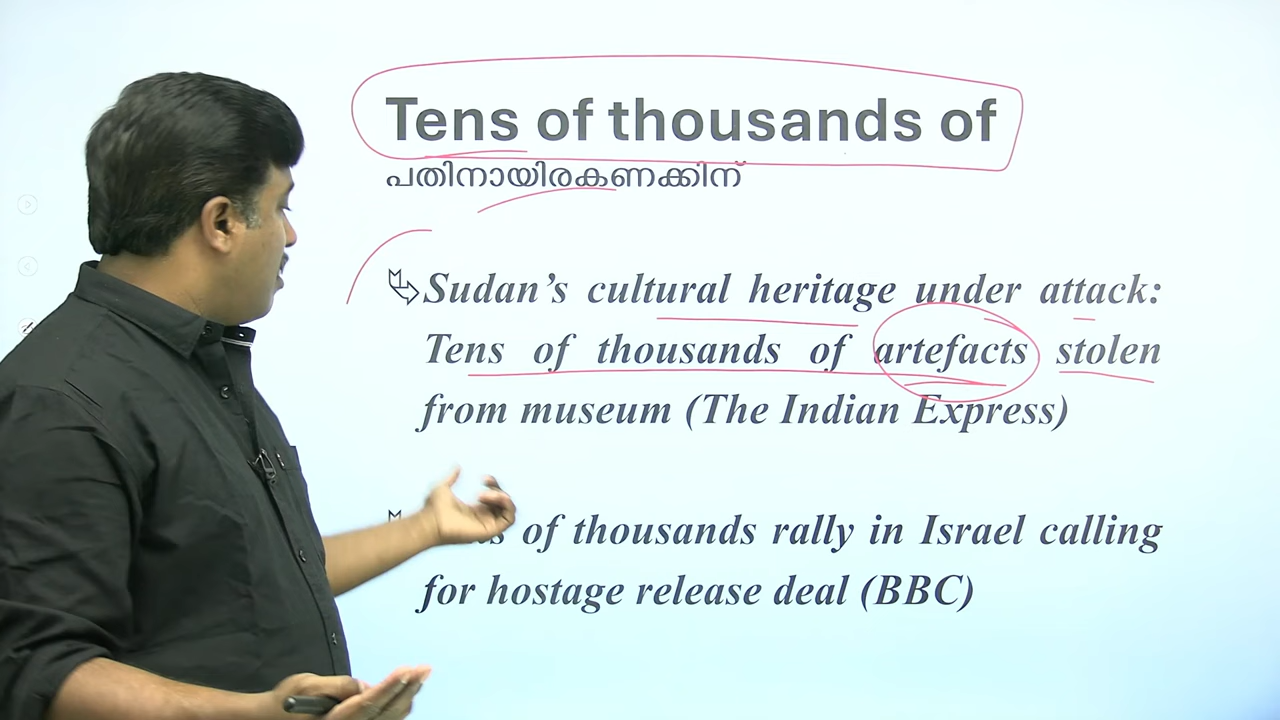 Tens of thousands of
പതിനായിരകണക്കിന്
Sudan's cultural heritage under attack:
Tens of thousands of artefacts stolen
from museum (The Indian Express)
of thousands rally in Israel calling
for hostage release deal (BBC)